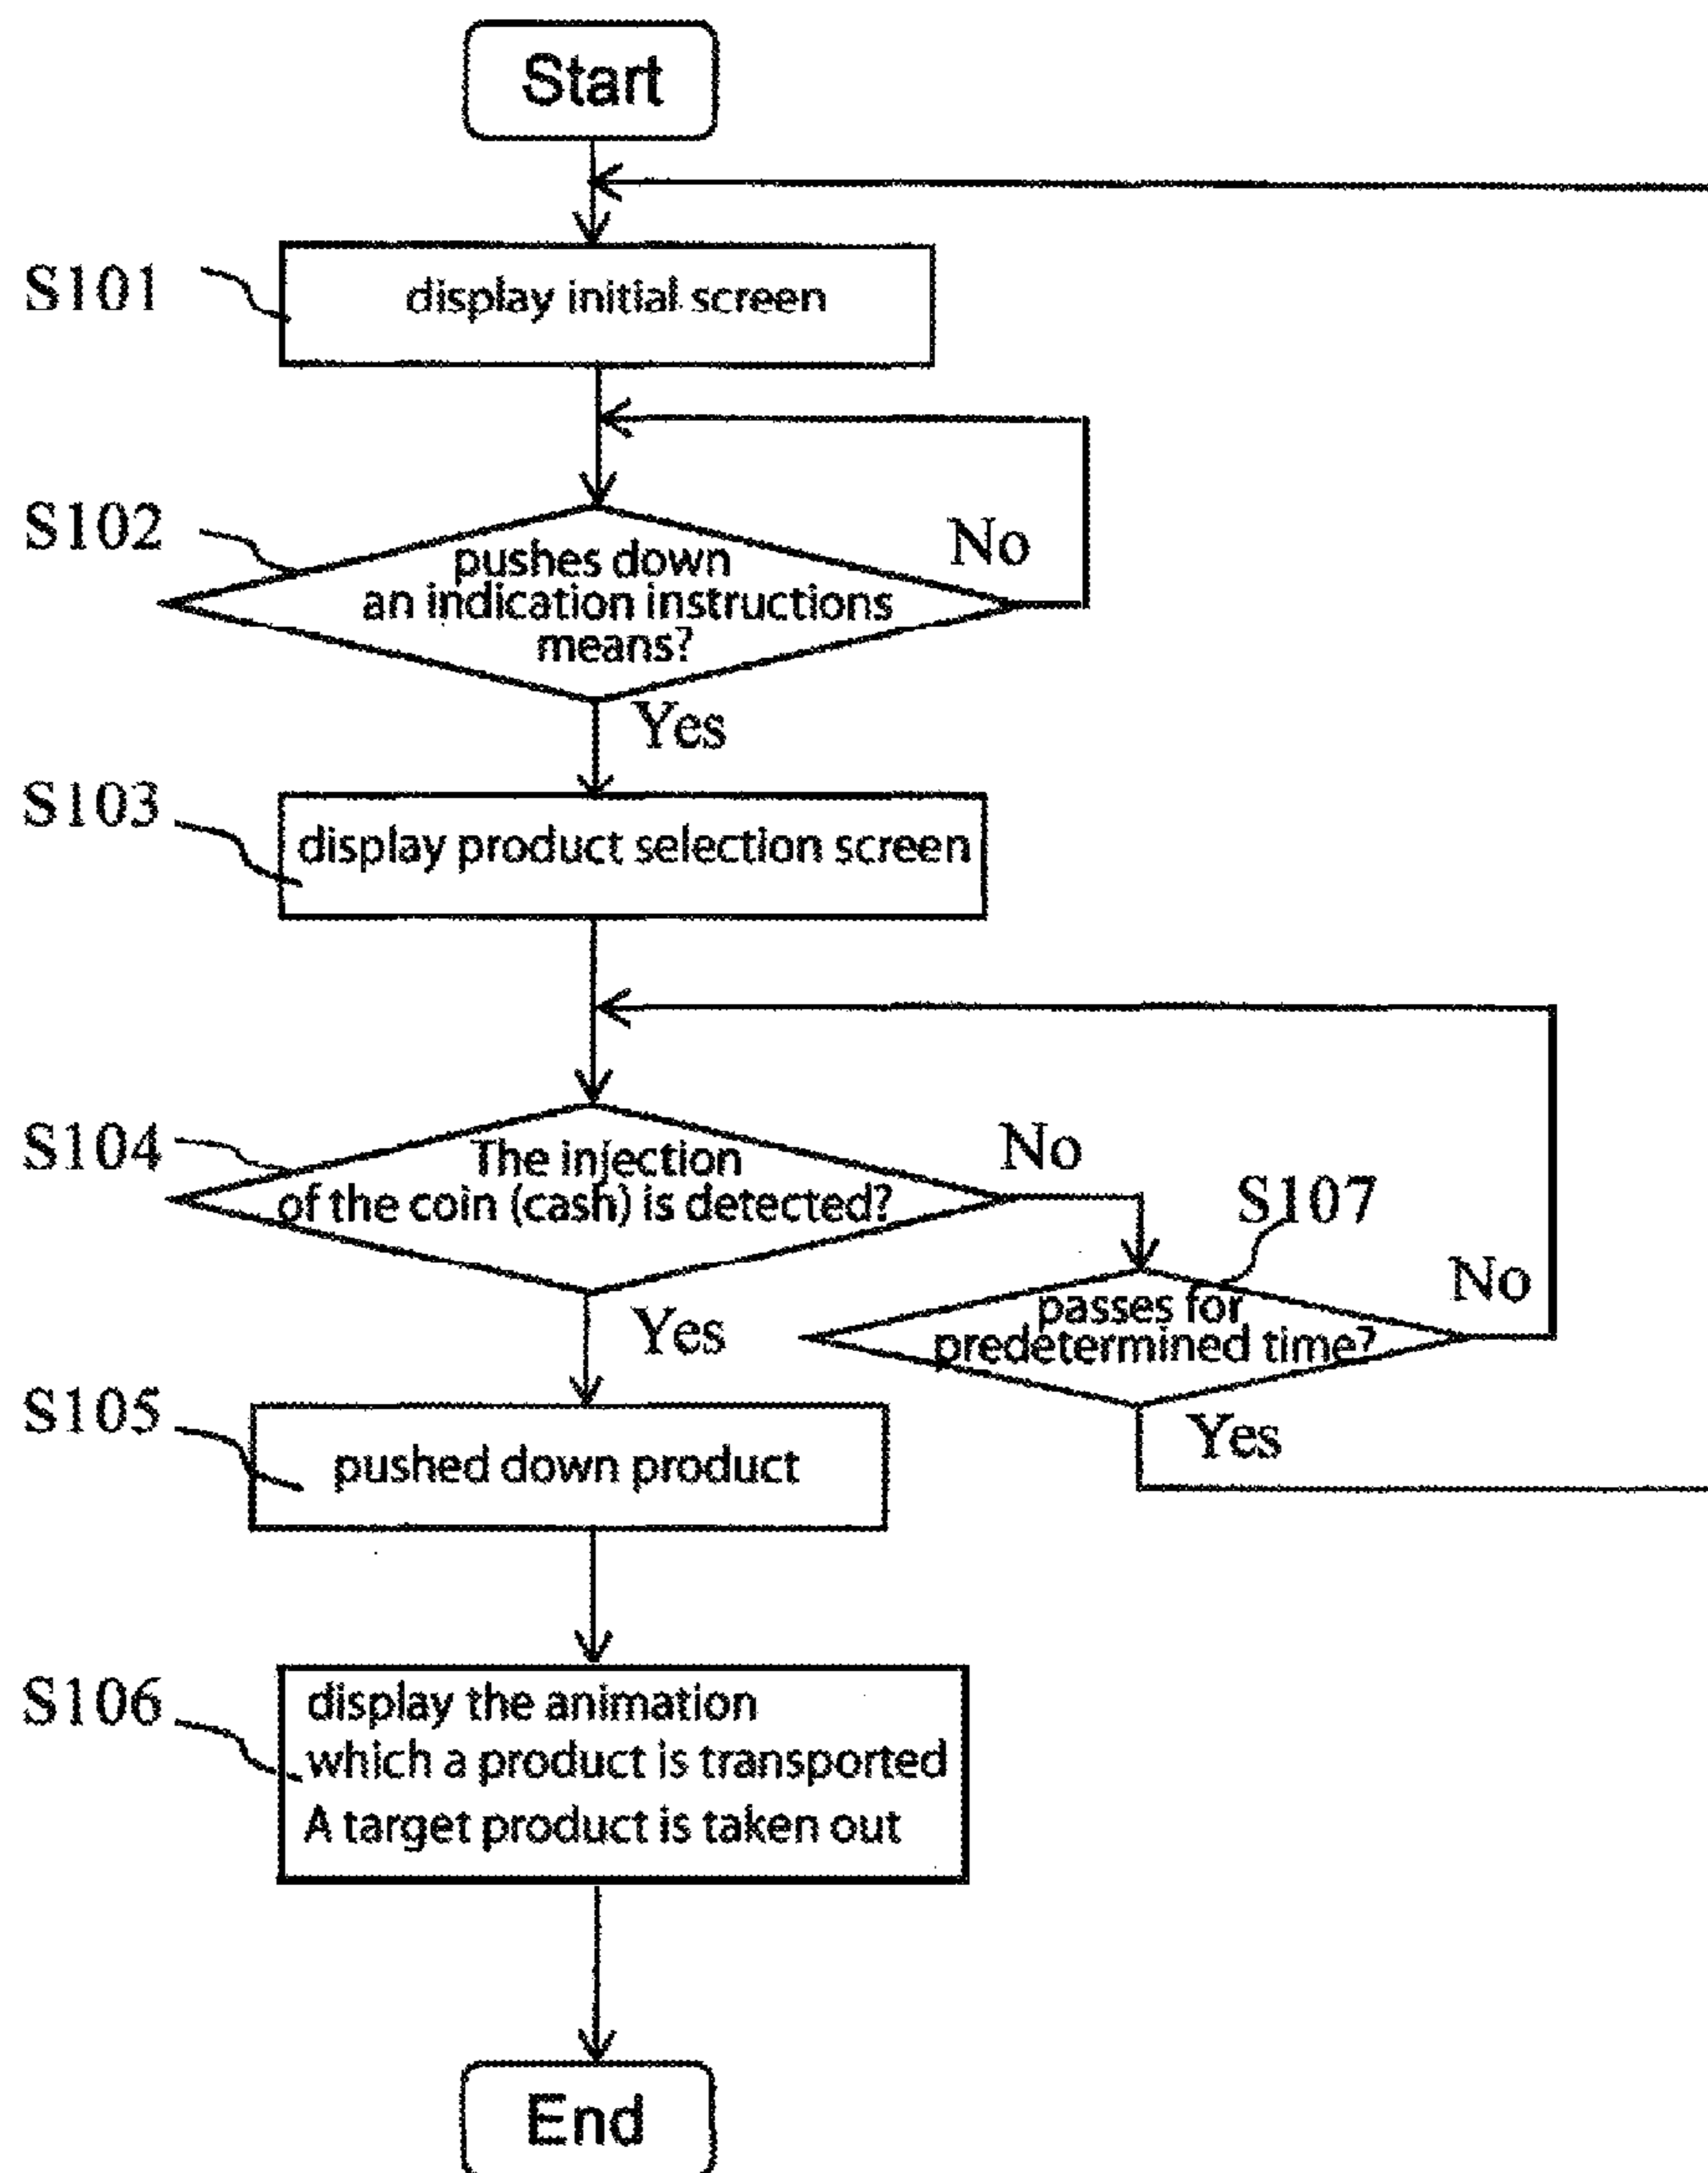 Start
S101
display initial screen
S102
pushes down
an indication instructions
means?
No
Yes
S103
display product selection screen
S104
The injection
of the coin (cash) is detected?
No
S107
passes for
predetermined time?
No
Yes
Yes
S105
pushed down product
S106
display the animation
which a product is transported
A target product is taken out
End